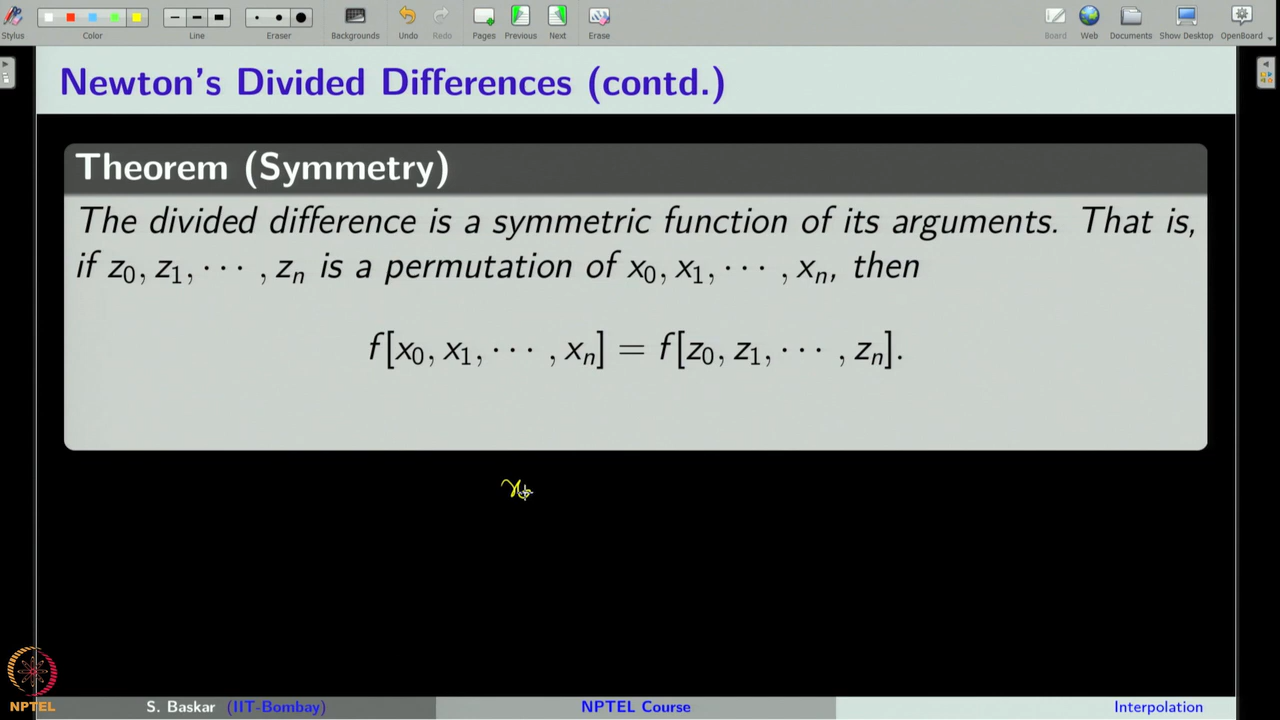 Stylus Color Line Eraser Backgrounds Undo Redo Pages Previous Next Erase Board Web Documents Show Desktop OpenBoard
Newton's Divided Differences (contd.)
Theorem (Symmetry)
The divided difference is a symmetric function of its arguments. That is,
if z₀, z₁, ⋯ , zₙ is a permutation of x₀, x₁, ⋯ , xₙ, then
f[x₀, x₁, ⋯ , xₙ] = f[z₀, z₁, ⋯ , zₙ].
NPTEL
S. Baskar (IIT-Bombay) NPTEL Course Interpolation